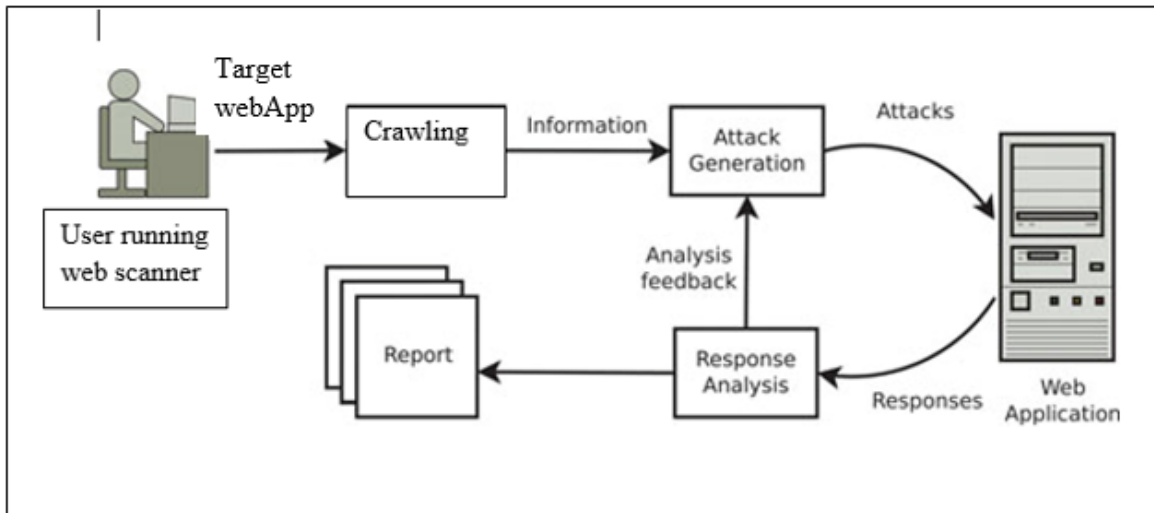 Target
webApp
Crawling
Information
Attack
Generation
Attacks
User running
web scanner
Analysis
feedback
Report
Response
Analysis
Responses
Web
Application